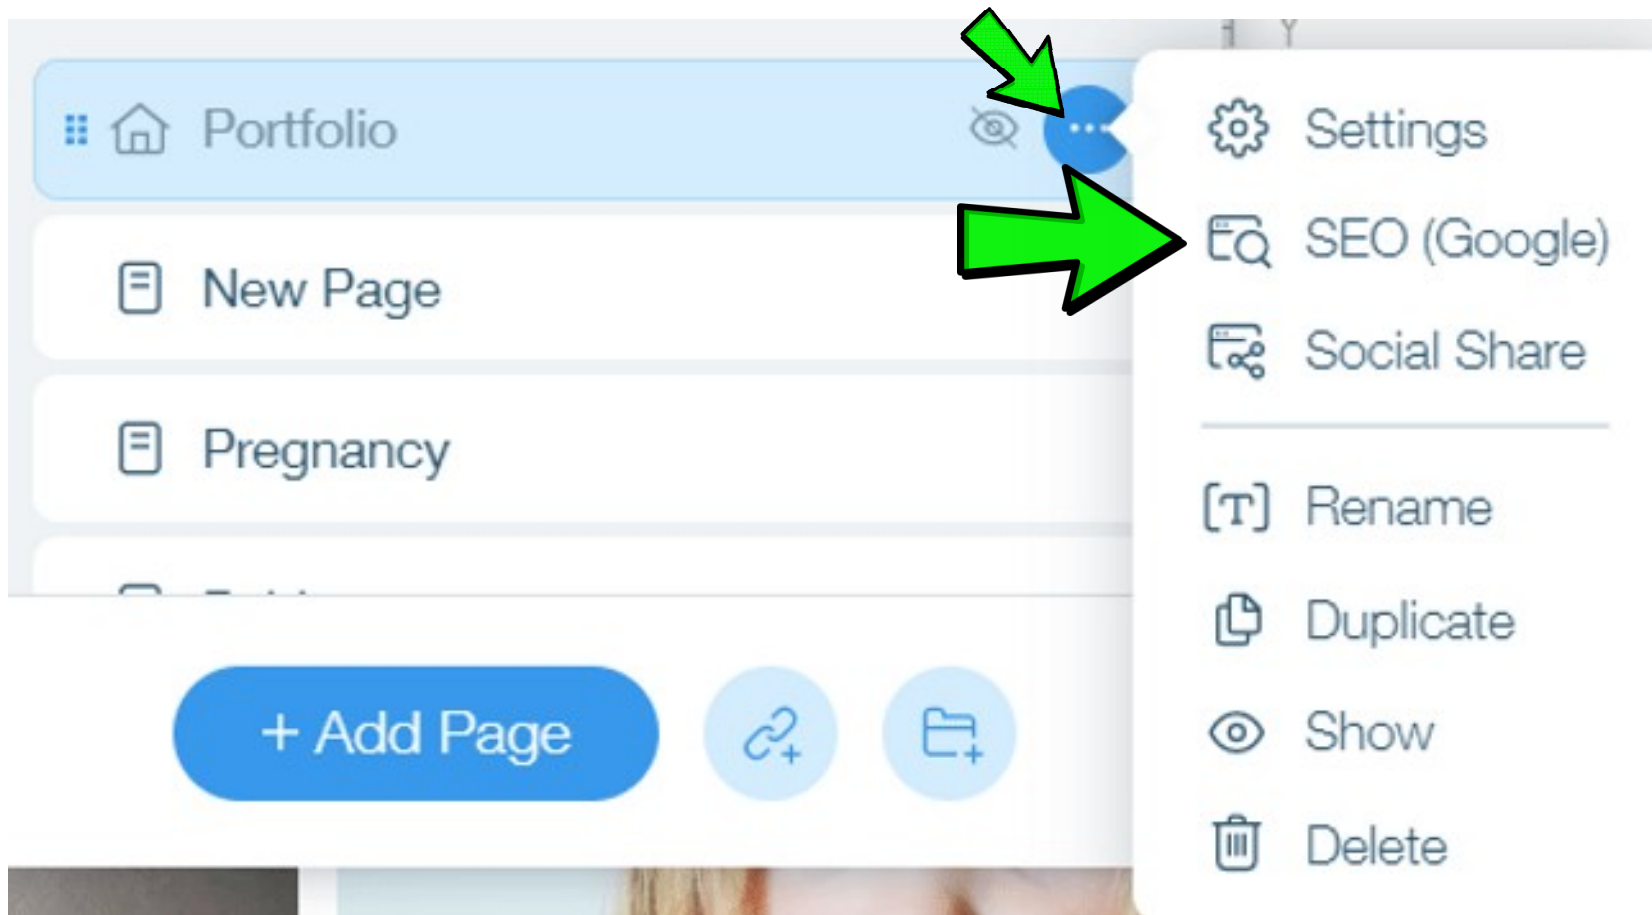 Portfolio
New Page
Pregnancy
+ Add Page
Settings
SEO (Google)
Social Share
[T] Rename
Duplicate
Show
Delete